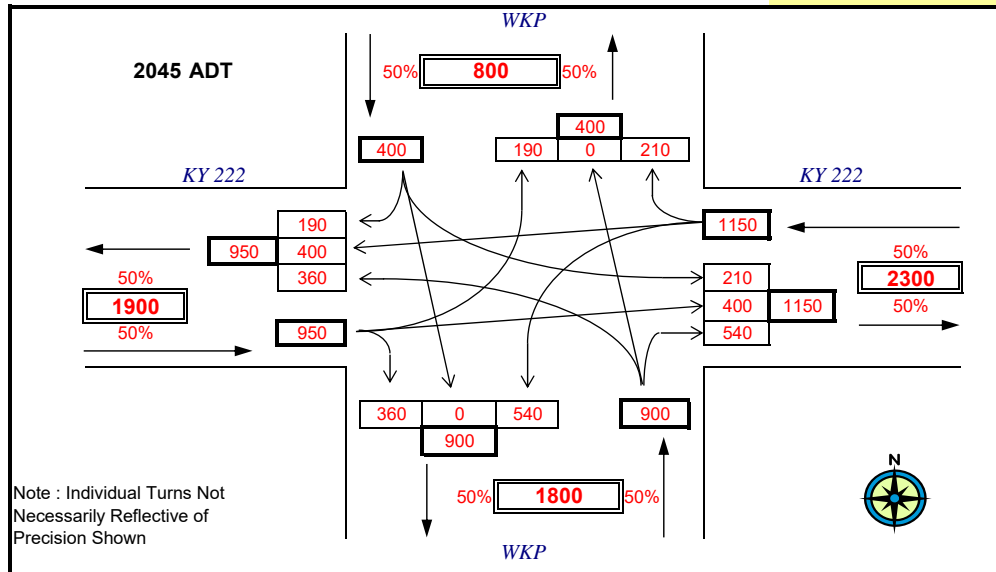 WKP
2045 ADT
50% 800 50%
400
400
190 0 210
KY 222
KY 222
190
1150
950 400
50%
360
50%
210
2300
1900
400 1150
50%
50%
950
540
360 0 540
900
900
N
Note : Individual Turns Not
Necessarily Reflective of
Precision Shown
50% 1800 50%
WKP